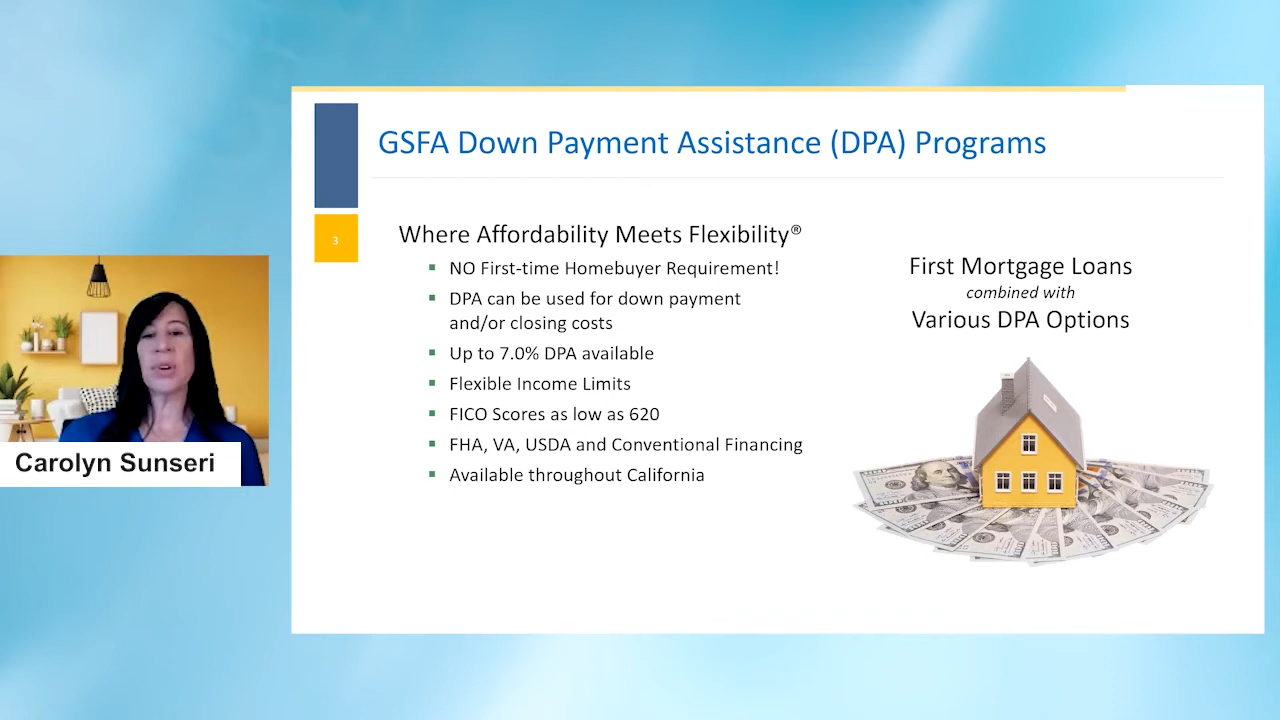 GSFA Down Payment Assistance (DPA) Programs
3
Where Affordability Meets Flexibility®
NO First-time Homebuyer Requirement!
DPA can be used for down payment
and/or closing costs
Up to 7.0% DPA available
Flexible Income Limits
FICO Scores as low as 620
FHA, VA, USDA and Conventional Financing
Available throughout California
First Mortgage Loans
combined with
Various DPA Options
Carolyn Sunseri